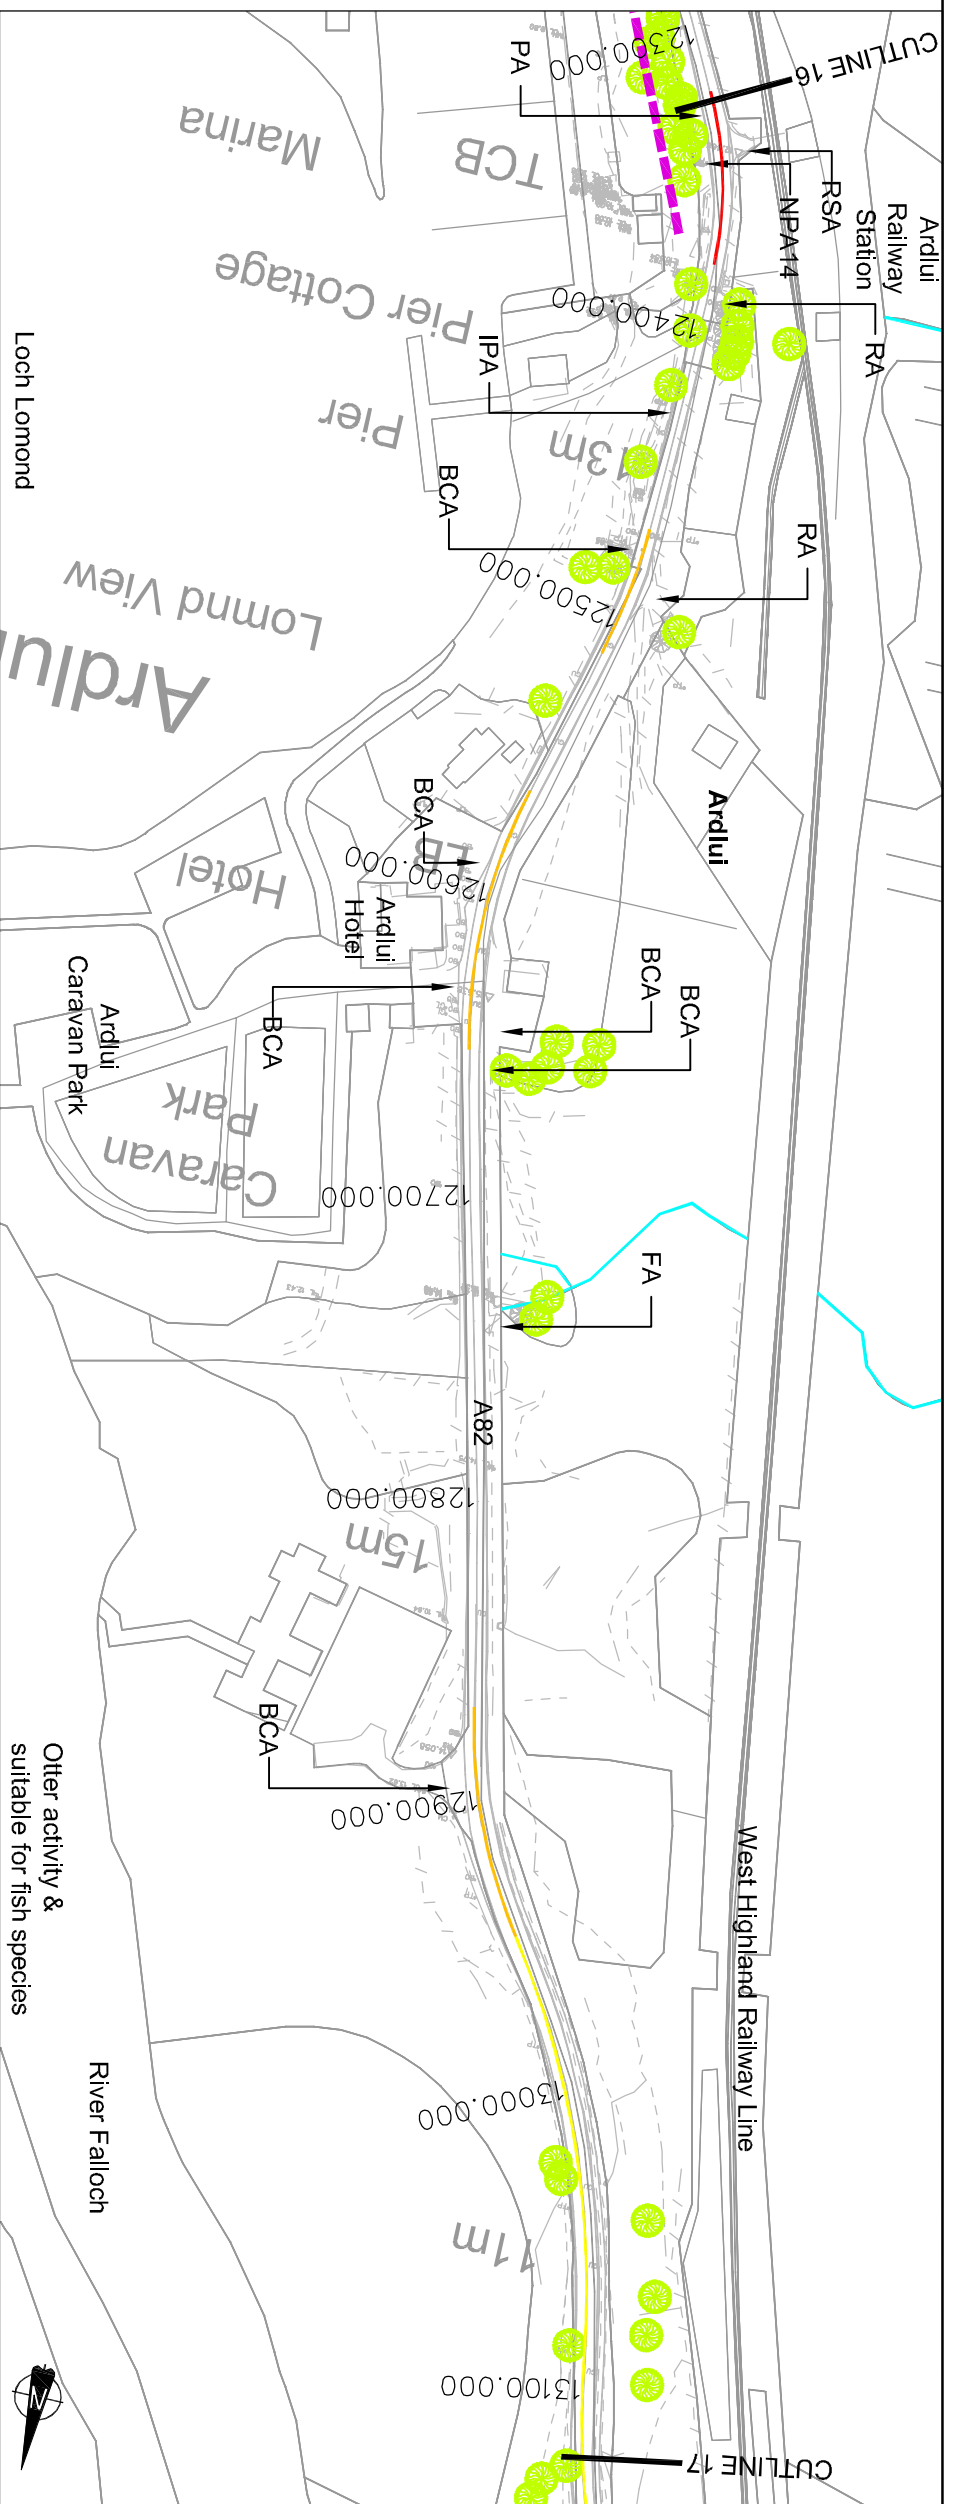 CUTLINE 16
12300.000
PA
RSA
NPA14
Ardlui
Railway
Station
Marina
TCB
Pier Cottage
12400.000
RA
IPA
Pier
13m
Loch Lomond
BCA
12500.000
RA
Lomnd View
Ardlui
BCA
LB
12600.000
Hotel
Ardlui
Hotel
BCA
BCA
BCA
Ardlui
Caravan Park
Caravan
Park
12700.000
FA
A82
12800.000
15m
BCA
12900.000
West Highland Railway Line
Otter activity &
suitable for fish species
13000.000
River Falloch
11m
13100.000
CUTLINE 17
N